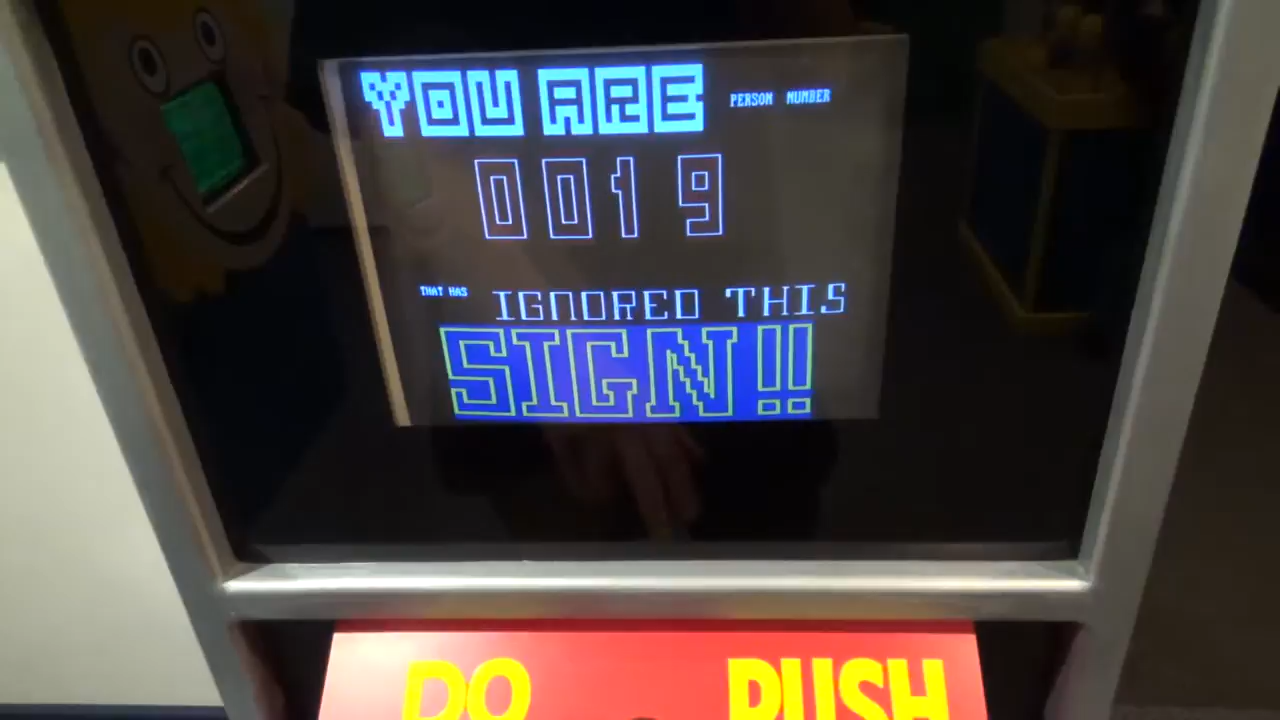 YOU ARE PERSON NUMBER
0019
THAT HAS IGNORED THIS
SIGN!!
DO PUSH